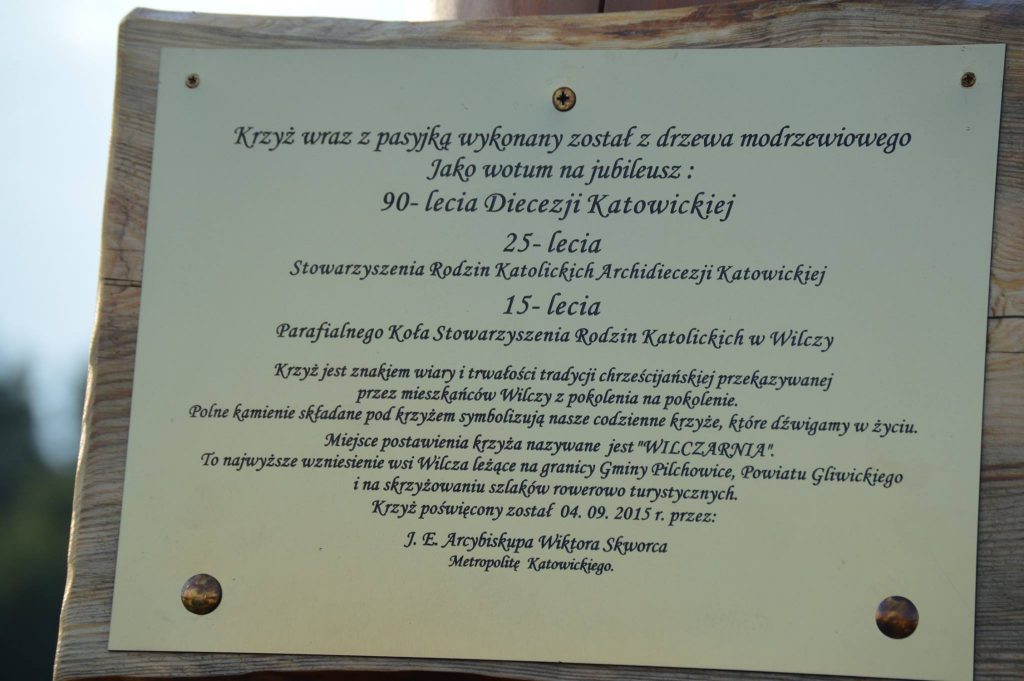 Krzyż wraz z pasyjką wykonany został z drzewa modrzewiowego
Jako wotum na jubileusz :
90- lecia Diecezji Katowickiej
25- lecia
Stowarzyszenia Rodzin Katolickich Archidiecezji Katowickiej
15- lecia
Parafialnego Koła Stowarzyszenia Rodzin Katolickich w Wilczy
Krzyż jest znakiem wiary i trwałości tradycji chrześcijańskiej przekazywanej
przez mieszkańców Wilczy z pokolenia na pokolenie.
Polne kamienie składane pod krzyżem symbolizują nasze codzienne krzyże, które dźwigamy w życiu.
Miejsce postawienia krzyża nazywane jest "WILCZARNIA".
To najwyższe wzniesienie wsi Wilcza leżące na granicy Gminy Pilchowice, Powiatu Gliwickiego
i na skrzyżowaniu szlaków rowerowo turystycznych.
Krzyż poświęcony został 04. 09. 2015 r. przez:
J. E. Arcybiskupa Wiktora Skworca
Metropolitę Katowickiego.